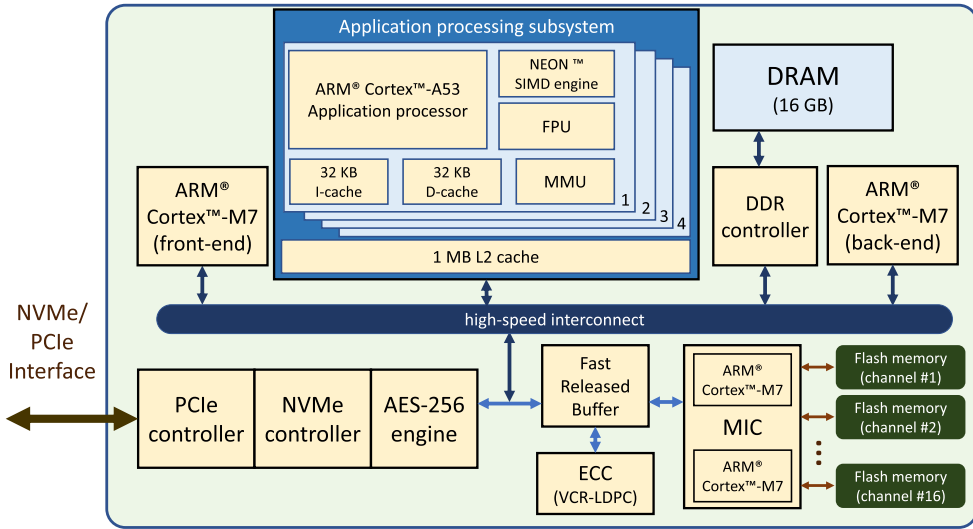 Application processing subsystem
ARM® Cortex™-A53
Application processor
NEON ™
SIMD engine
FPU
32 KB
I-cache
32 KB
D-cache
MMU
1
2
3
4
1 MB L2 cache
DRAM
(16 GB)
ARM®
Cortex™-M7
(front-end)
DDR
controller
ARM®
Cortex™-M7
(back-end)
high-speed interconnect
NVMe/
PCIe
Interface
PCIe
controller
NVMe
controller
AES-256
engine
Fast
Released
Buffer
ECC
(VCR-LDPC)
ARM®
Cortex™-M7
MIC
ARM®
Cortex™-M7
Flash memory
(channel #1)
Flash memory
(channel #2)
Flash memory
(channel #16)